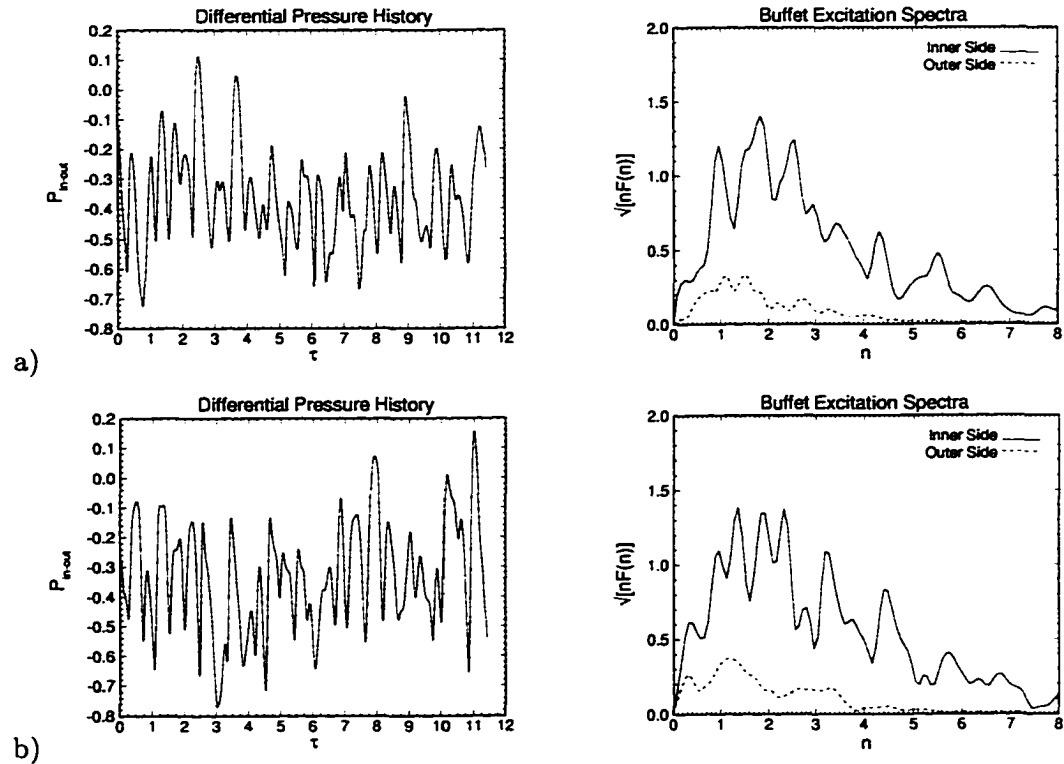 Differential Pressure History
0.2
0.1
0.0
-0.1
-0.2
-0.3
-0.4
-0.5
-0.6
-0.7
-0.8
P in-out
0 1 2 3 4 5 6 7 8 9 10 11 12
τ
Buffet Excitation Spectra
2.0
1.5
1.0
0.5
0.0
√[nF(n)]
Inner Side
Outer Side
0 1 2 3 4 5 6 7 8
n
a)
Differential Pressure History
0.2
0.1
0.0
-0.1
-0.2
-0.3
-0.4
-0.5
-0.6
-0.7
-0.8
P in-out
0 1 2 3 4 5 6 7 8 9 10 11 12
τ
Buffet Excitation Spectra
2.0
1.5
1.0
0.5
0.0
√[nF(n)]
Inner Side
Outer Side
0 1 2 3 4 5 6 7 8
n
b)